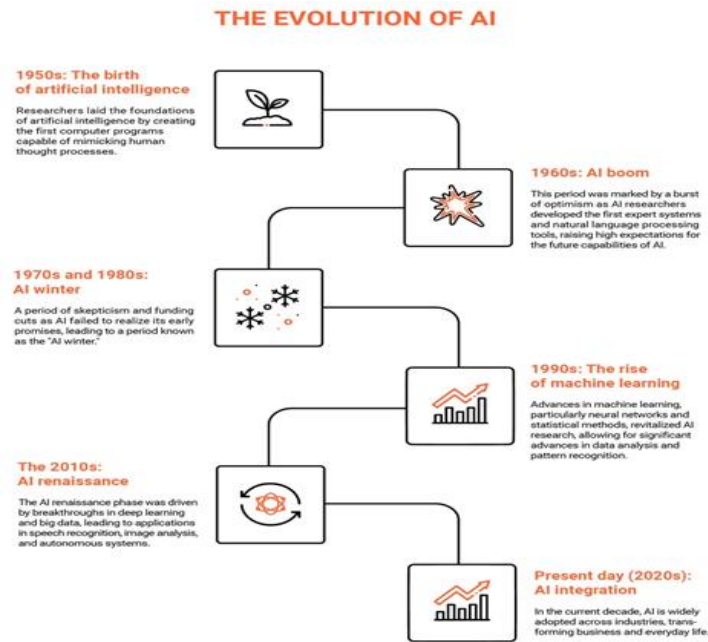 THE EVOLUTION OF AI
1950s: The birth
of artificial intelligence
Researchers laid the foundations
of artificial intelligence by creating
the first computer programs
capable of mimicking human
thought processes.
1960s: AI boom
This period was marked by a burst
of optimism as AI researchers
developed the first expert systems
and natural language processing
tools, raising high expectations for
the future capabilities of AI.
1970s and 1980s:
AI winter
A period of skepticism and funding
cuts as AI failed to realize its early
promises, leading to a period known
as the "AI winter."
1990s: The rise
of machine learning
Advances in machine learning,
particularly neural networks and
statistical methods, revitalized AI
research, allowing for significant
advances in data analysis and
pattern recognition.
The 2010s:
AI renaissance
The AI renaissance phase was driven
by breakthroughs in deep learning
and big data, leading to applications
in speech recognition, image analysis,
and autonomous systems.
Present day (2020s):
AI integration
In the current decade, AI is widely
adopted across industries, trans-
forming business and everyday life.